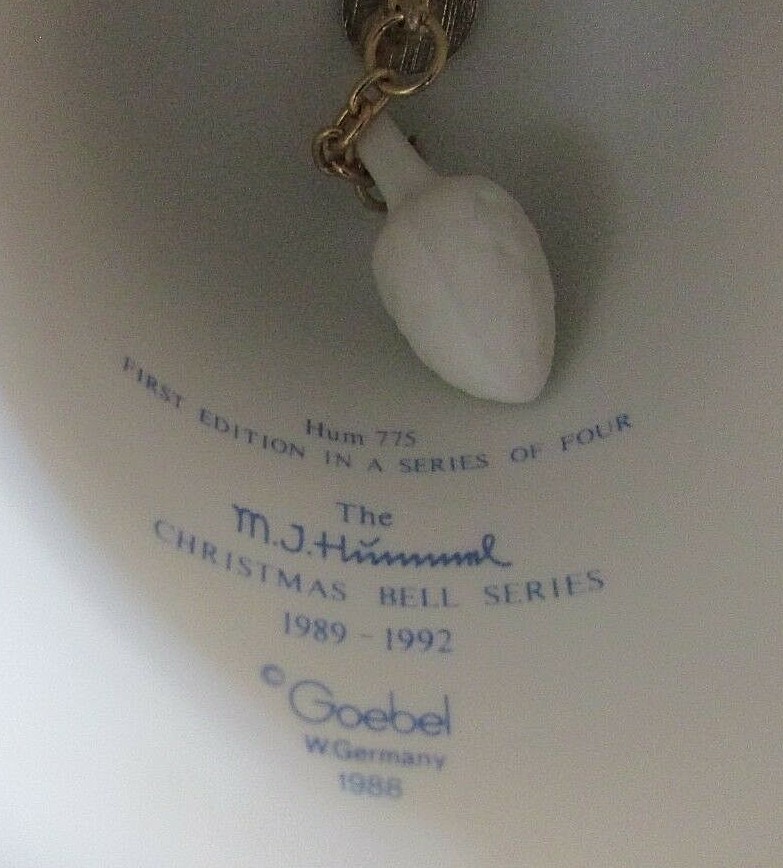 Hum 775
FIRST EDITION IN A SERIES OF FOUR
The
M.J.Hummel
CHRISTMAS BELL SERIES
1989 - 1992
© Goebel
W.Germany
1988